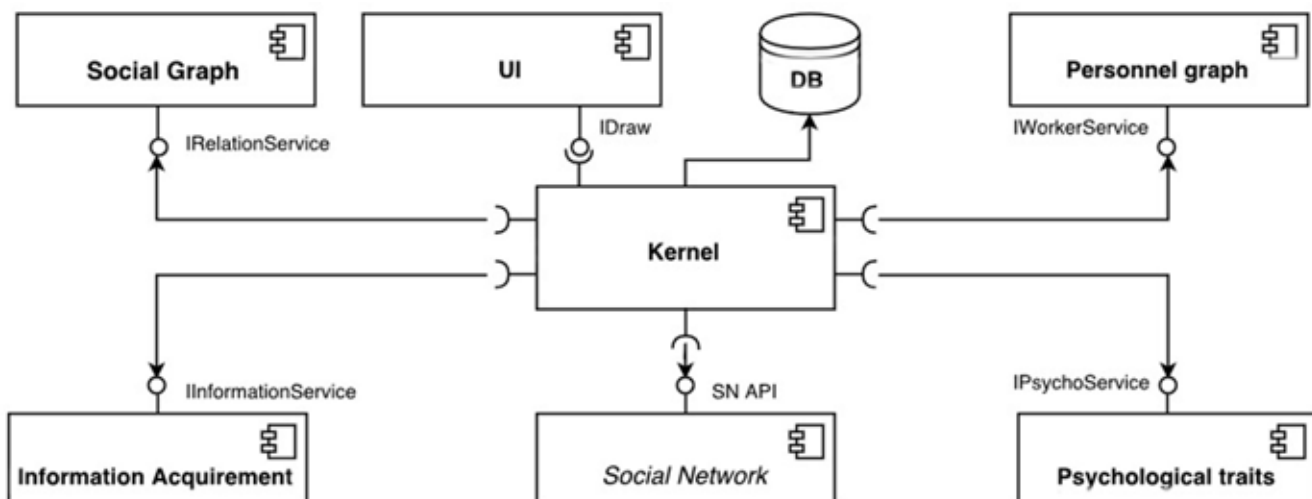 Social Graph
UI
DB
Personnel graph
IRelationService
IDraw
IWorkerService
Kernel
IInformationService
SN API
IPsychoService
Information Acquirement
Social Network
Psychological traits